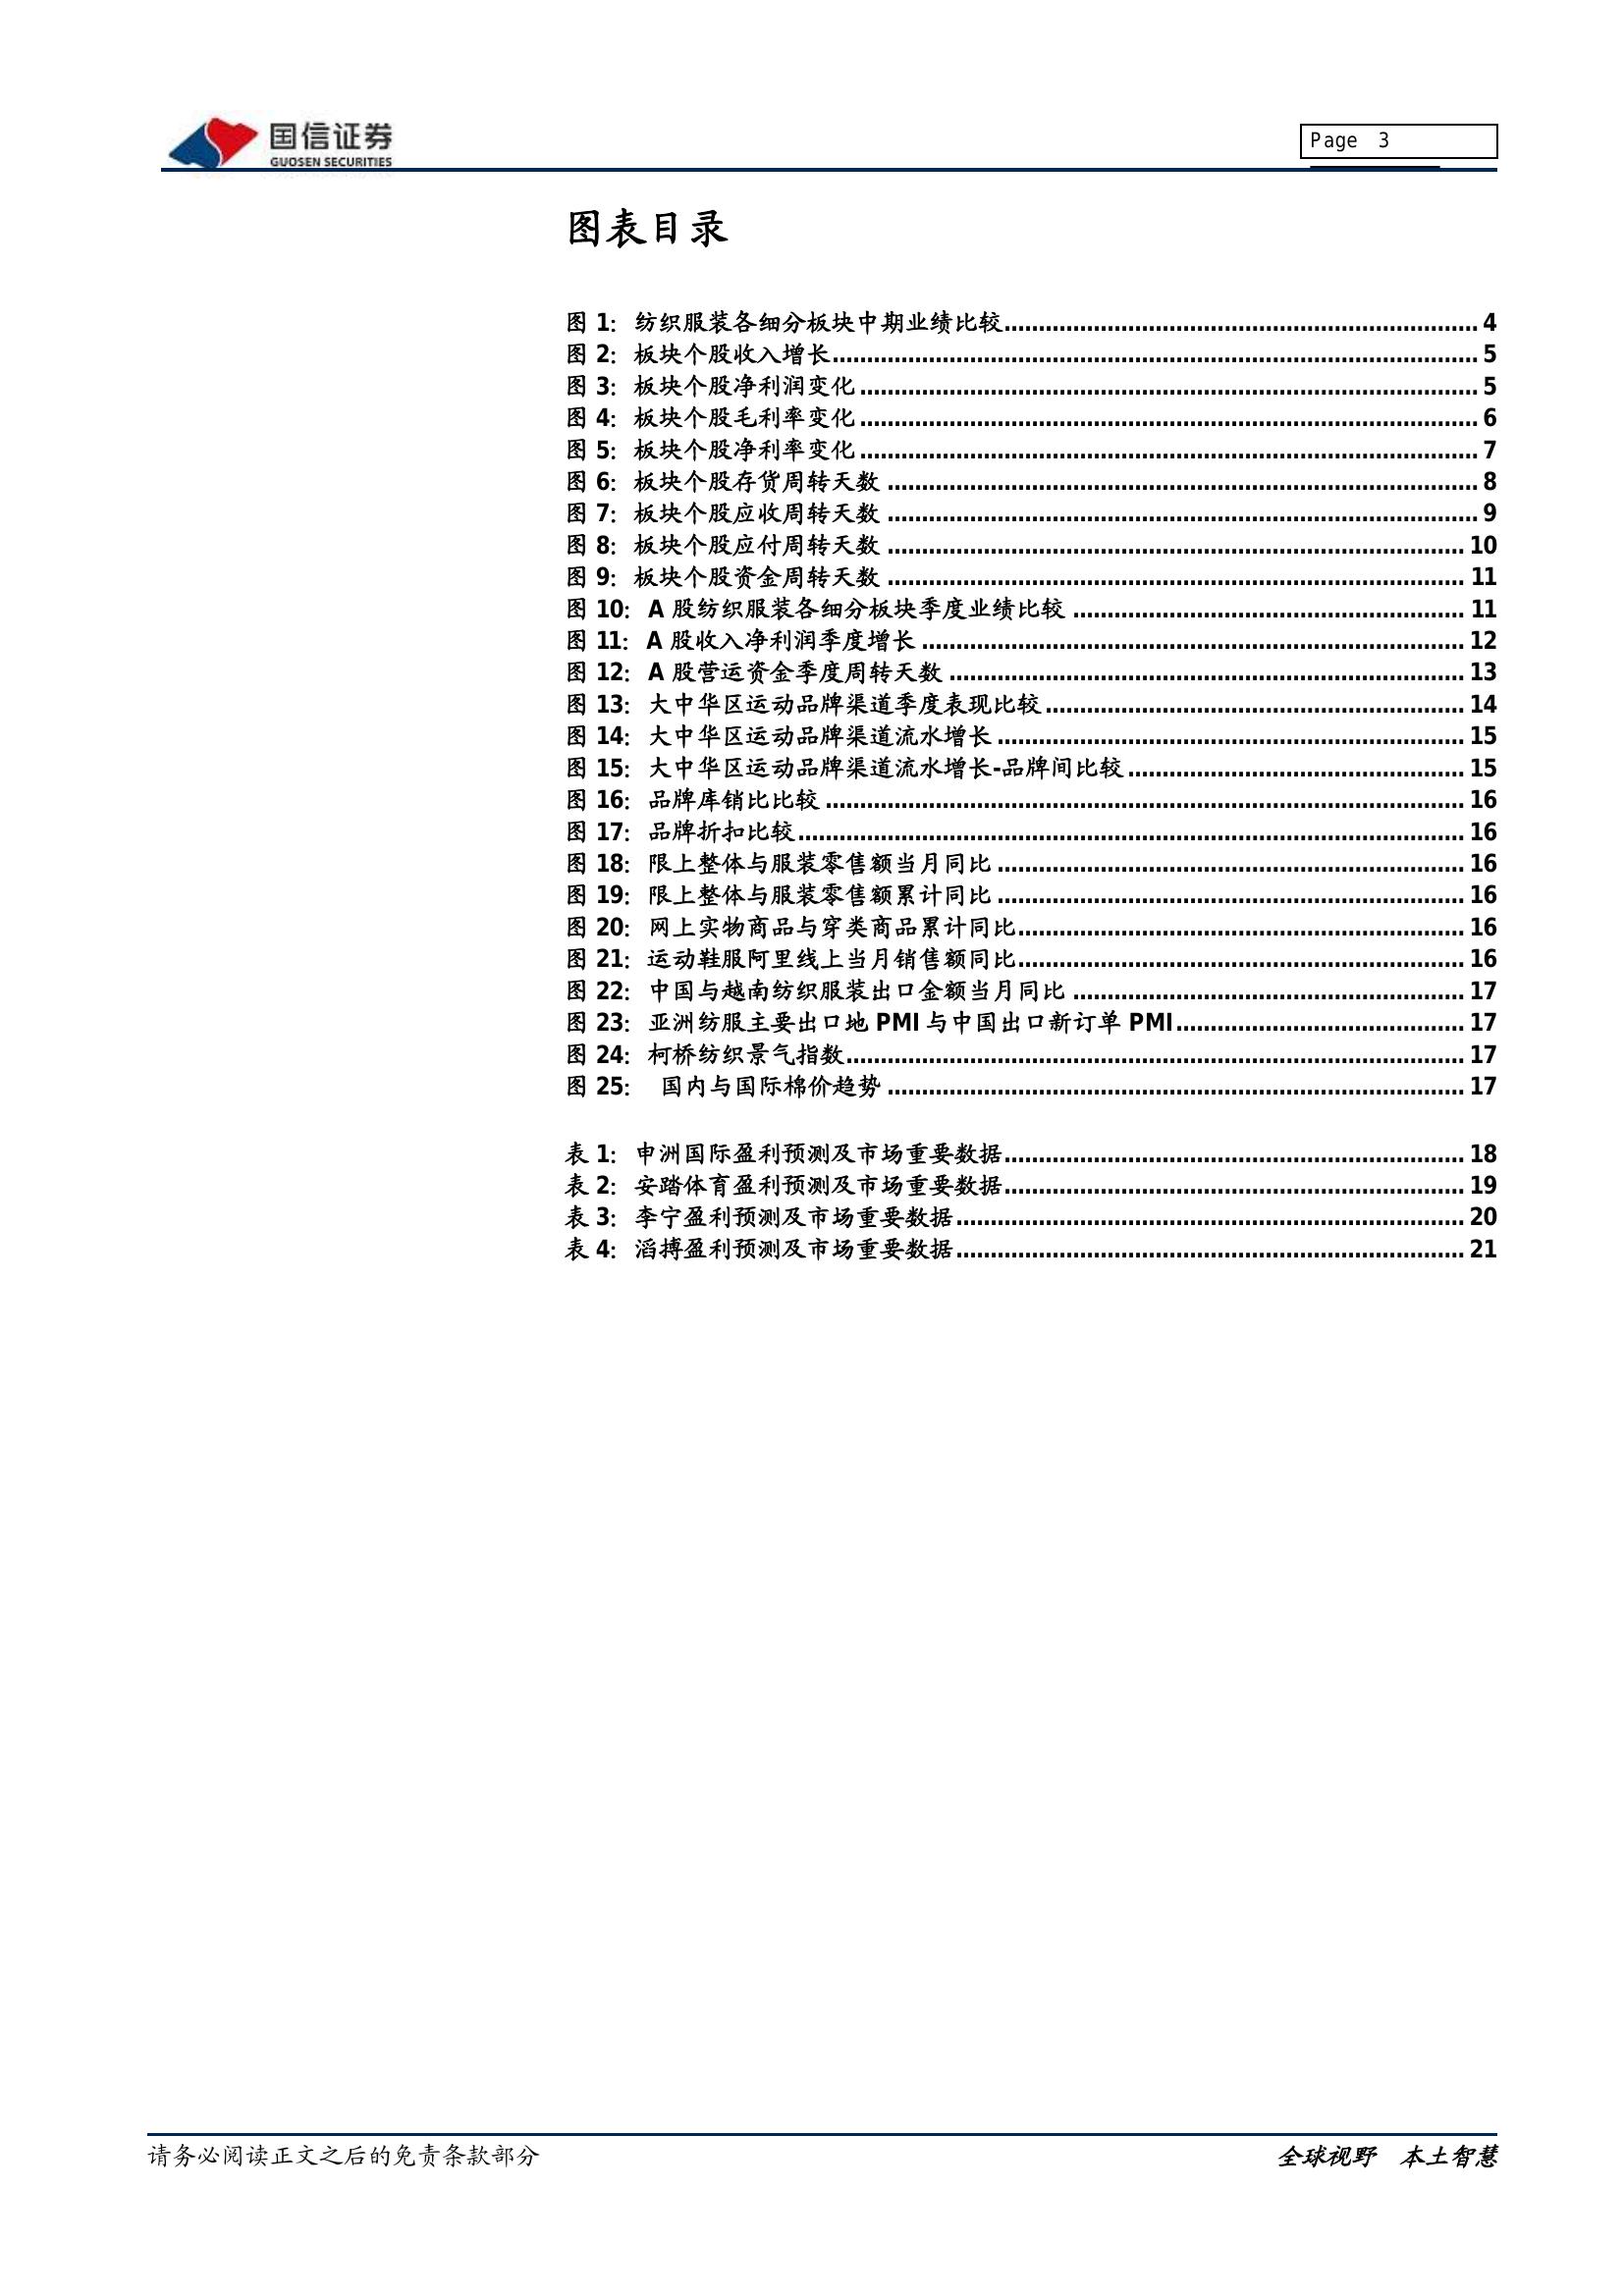 国信证券
GUOSEN SECURITIES
Page 3
图表目录
图 1：纺织服装各细分板块中期业绩比较 4
图 2：板块个股收入增长 5
图 3：板块个股净利润变化 5
图 4：板块个股毛利率变化 6
图 5：板块个股净利率变化 7
图 6：板块个股存货周转天数 8
图 7：板块个股应收周转天数 9
图 8：板块个股应付周转天数 10
图 9：板块个股资金周转天数 11
图 10：A 股纺织服装各细分板块季度业绩比较 11
图 11：A 股收入净利润季度增长 12
图 12：A 股营运资金季度周转天数 13
图 13：大中华区运动品牌渠道季度表现比较 14
图 14：大中华区运动品牌渠道流水增长 15
图 15：大中华区运动品牌渠道流水增长-品牌间比较 15
图 16：品牌库销比比较 16
图 17：品牌折扣比较 16
图 18：限上整体与服装零售额当月同比 16
图 19：限上整体与服装零售额累计同比 16
图 20：网上实物商品与穿类商品累计同比 16
图 21：运动鞋服阿里线上当月销售额同比 16
图 22：中国与越南纺织服装出口金额当月同比 17
图 23：亚洲纺服主要出口地 PMI 与中国出口新订单 PMI 17
图 24：柯桥纺织景气指数 17
图 25： 国内与国际棉价趋势 17
表 1：申洲国际盈利预测及市场重要数据 18
表 2：安踏体育盈利预测及市场重要数据 19
表 3：李宁盈利预测及市场重要数据 20
表 4：滔搏盈利预测及市场重要数据 21
请务必阅读正文之后的免责条款部分
全球视野 本土智慧